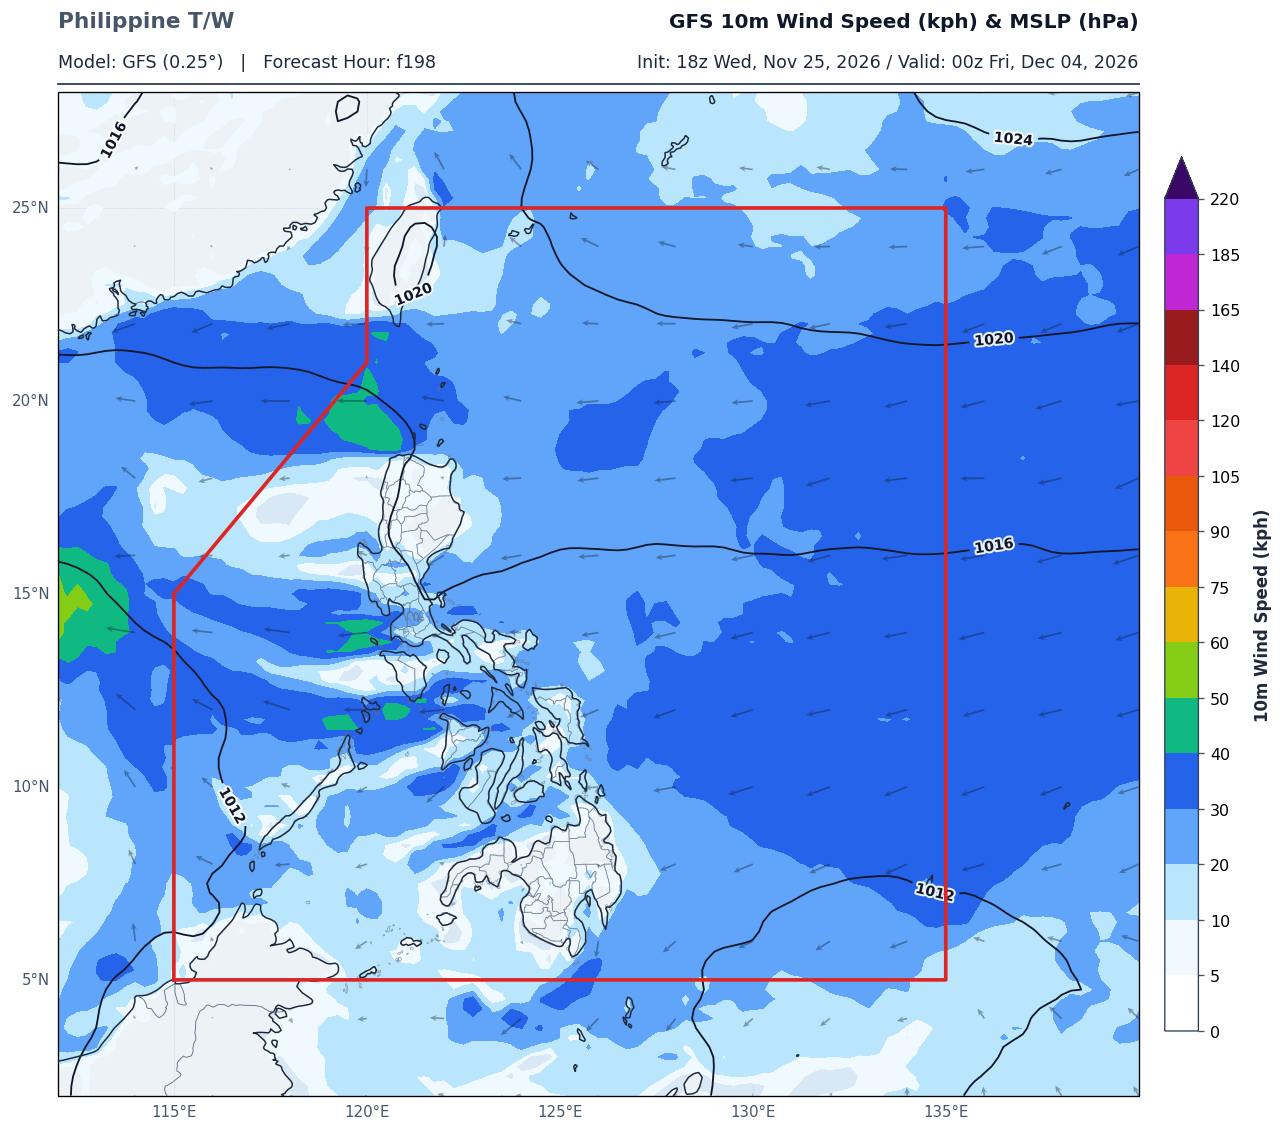 Philippine T/W
GFS 10m Wind Speed (kph) & MSLP (hPa)
Model: GFS (0.25°) | Forecast Hour: f198
Init: 18z Wed, Nov 25, 2026 / Valid: 00z Fri, Dec 04, 2026
1016
1024
1020
1020
1016
1012
1012
25°N
20°N
15°N
10°N
5°N
115°E
120°E
125°E
130°E
135°E
220
185
165
140
120
105
90
75
60
50
40
30
20
10
5
0
10m Wind Speed (kph)